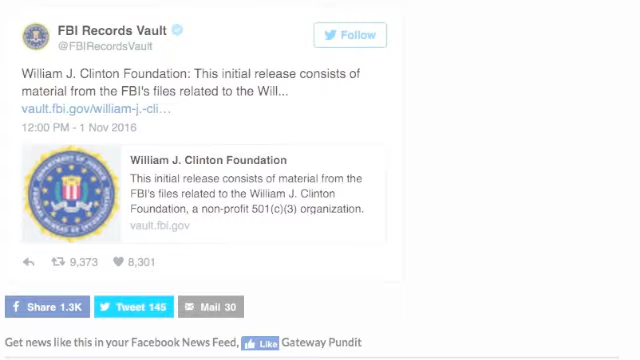 FBI Records Vault
@FBIRecordsVault
Follow
William J. Clinton Foundation: This initial release consists of
material from the FBI's files related to the Will...
vault.fbi.gov/william-j.-cli...
12:00 PM - 1 Nov 2016
William J. Clinton Foundation
This initial release consists of material from the
FBI's files related to the William J. Clinton
Foundation, a non-profit 501(c)(3) organization.
vault.fbi.gov
9,373 8,301
Share 1.3K Tweet 145 Mail 30
Get news like this in your Facebook News Feed, Like Gateway Pundit